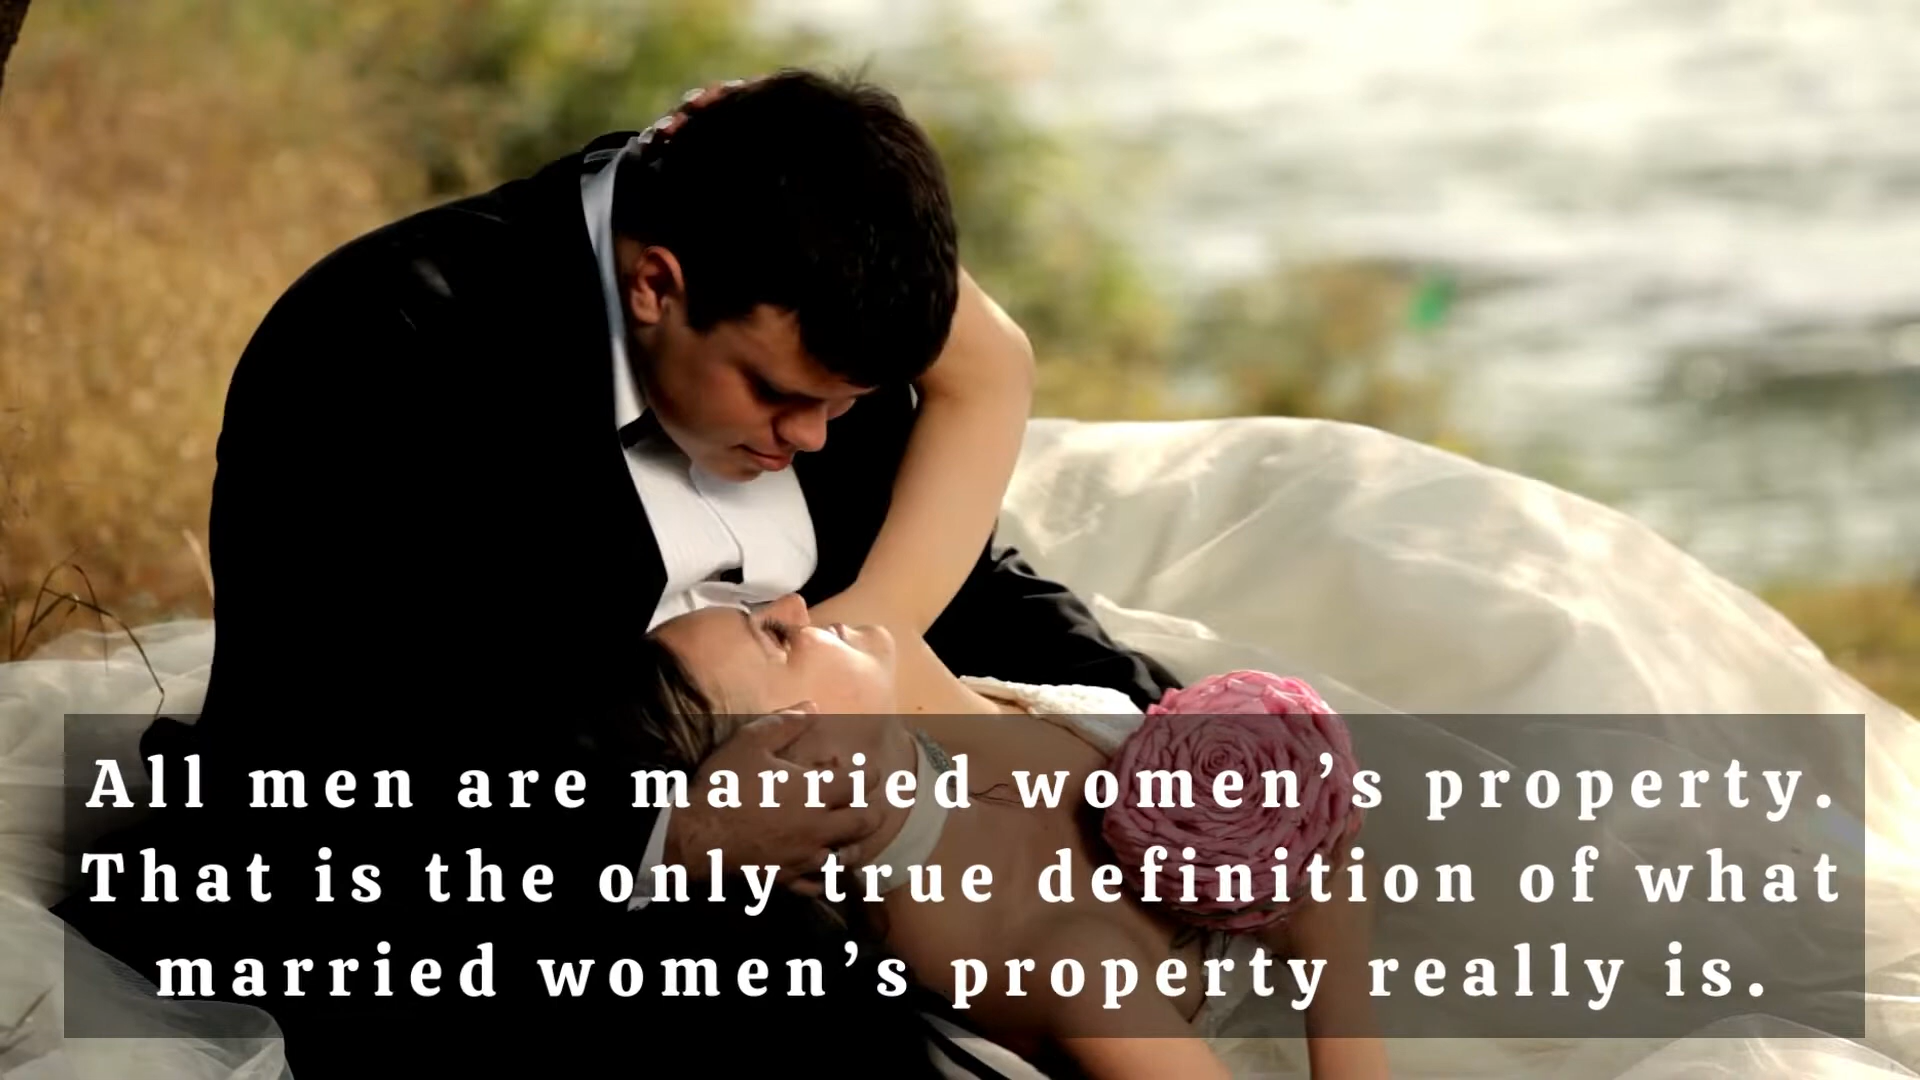 All men are married women’s property.
That is the only true definition of what
married women’s property really is.